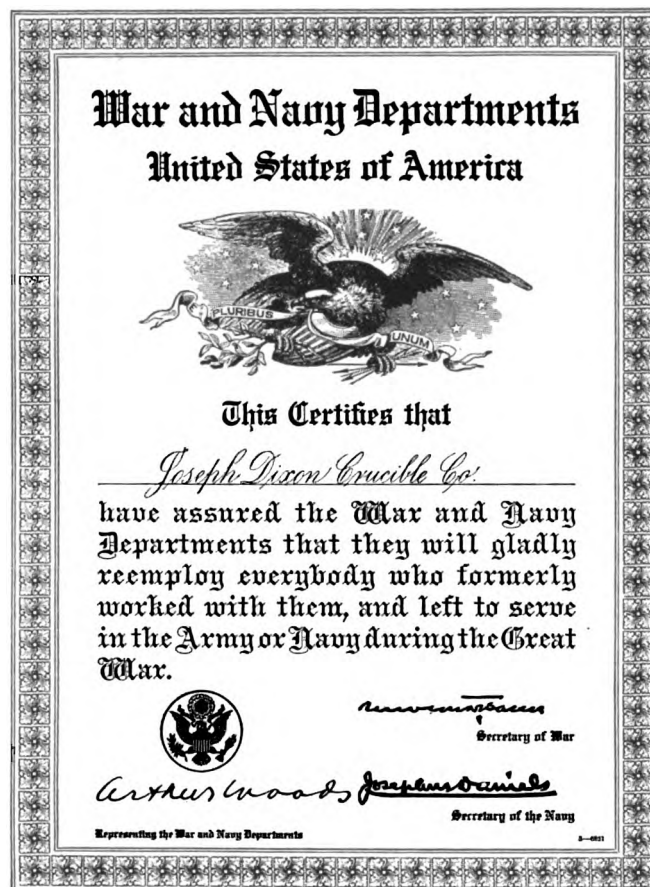 War and Navy Departments
United States of America
PLURIBUS
UNUM
This Certifies that
Joseph Dixon Crucible Co.
have assured the War and Navy
Departments that they will gladly
reemploy everybody who formerly
worked with them, and left to serve
in the Army or Navy during the Great
War.
Secretary of War
Arthur Woods
Josephus Daniels
Secretary of the Navy
Representing the War and Navy Departments